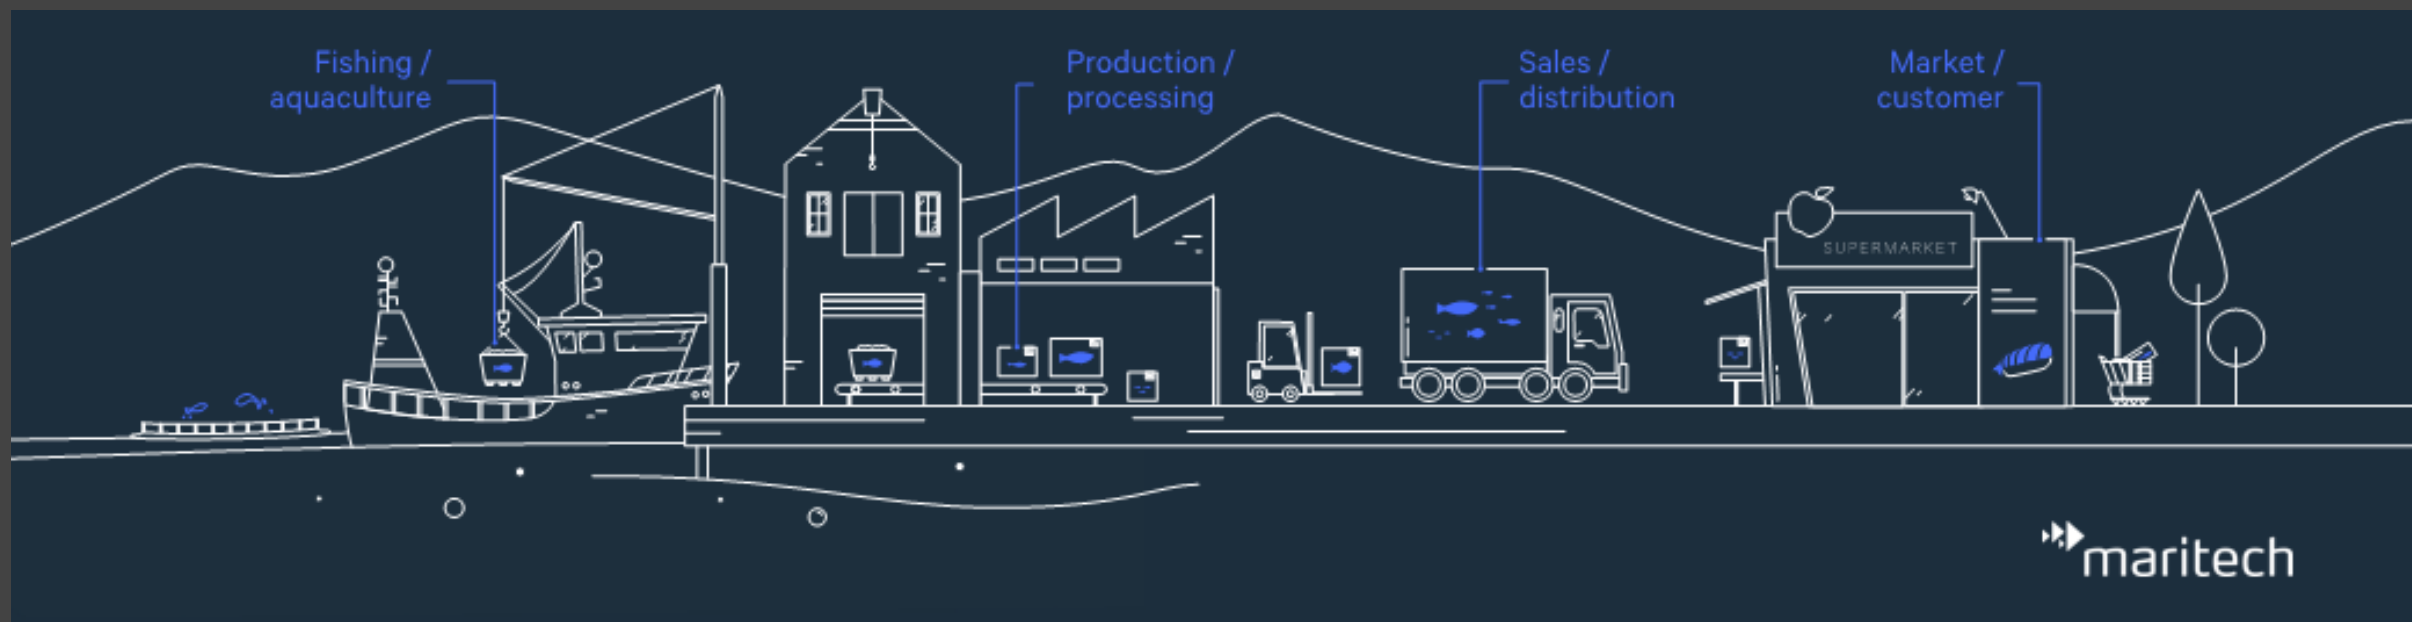 Fishing /
aquaculture
Production /
processing
Sales /
distribution
Market /
customer
SUPERMARKET
maritech